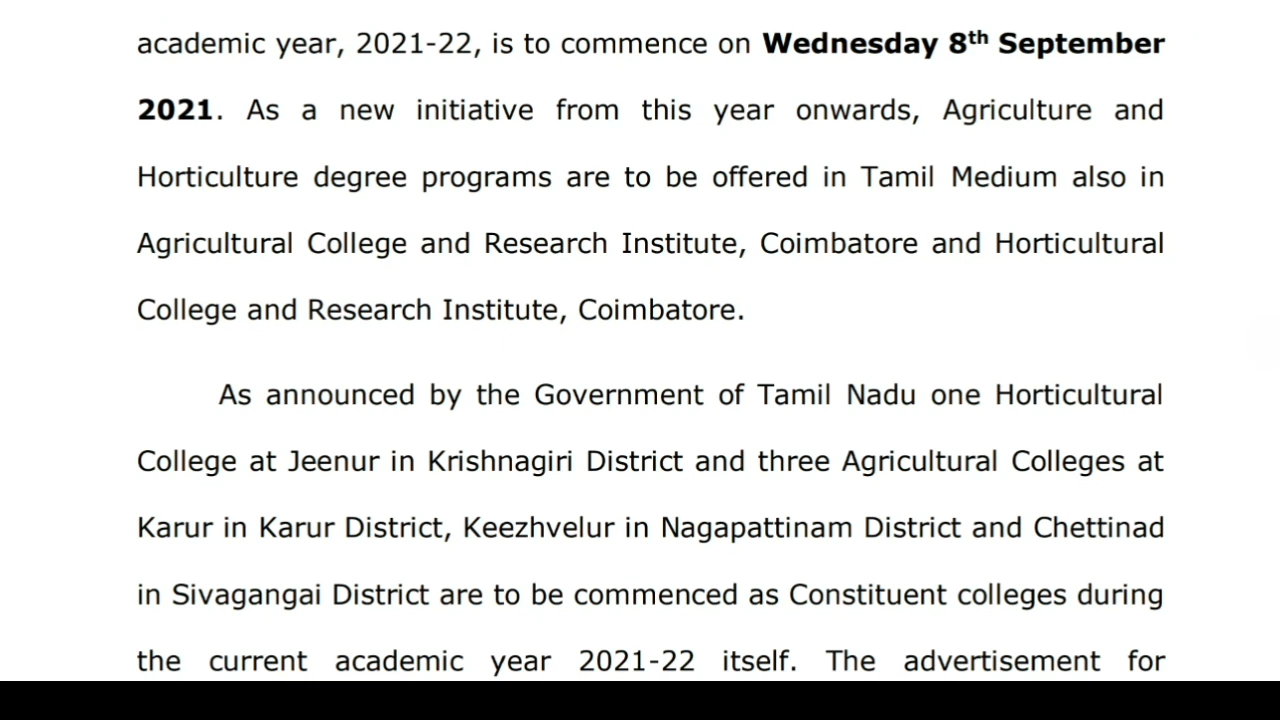 academic year, 2021-22, is to commence on Wednesday 8th September
2021. As a new initiative from this year onwards, Agriculture and
Horticulture degree programs are to be offered in Tamil Medium also in
Agricultural College and Research Institute, Coimbatore and Horticultural
College and Research Institute, Coimbatore.
As announced by the Government of Tamil Nadu one Horticultural
College at Jeenur in Krishnagiri District and three Agricultural Colleges at
Karur in Karur District, Keezhvelur in Nagapattinam District and Chettinad
in Sivagangai District are to be commenced as Constituent colleges during
the current academic year 2021-22 itself. The advertisement for